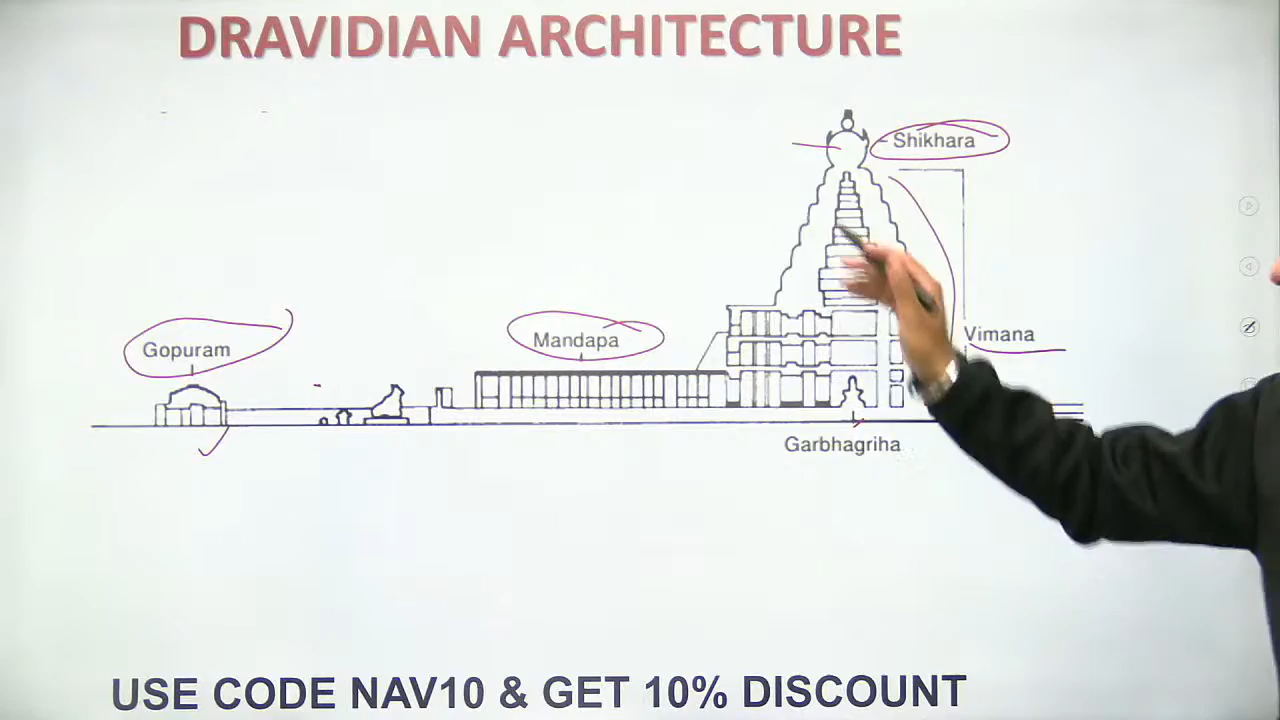 DRAVIDIAN ARCHITECTURE
Shikhara
Vimana
Mandapa
Gopuram
Garbhagriha
USE CODE NAV10 & GET 10% DISCOUNT